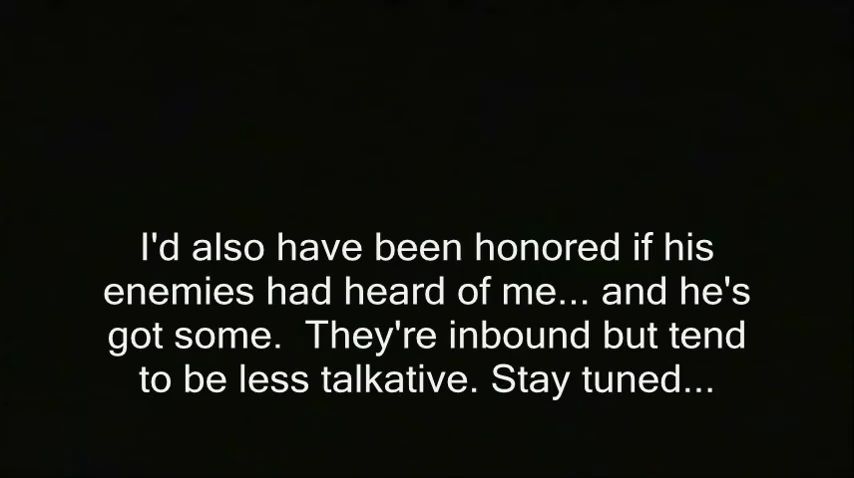 I'd also have been honored if his
enemies had heard of me... and he's
got some.  They're inbound but tend
to be less talkative. Stay tuned...